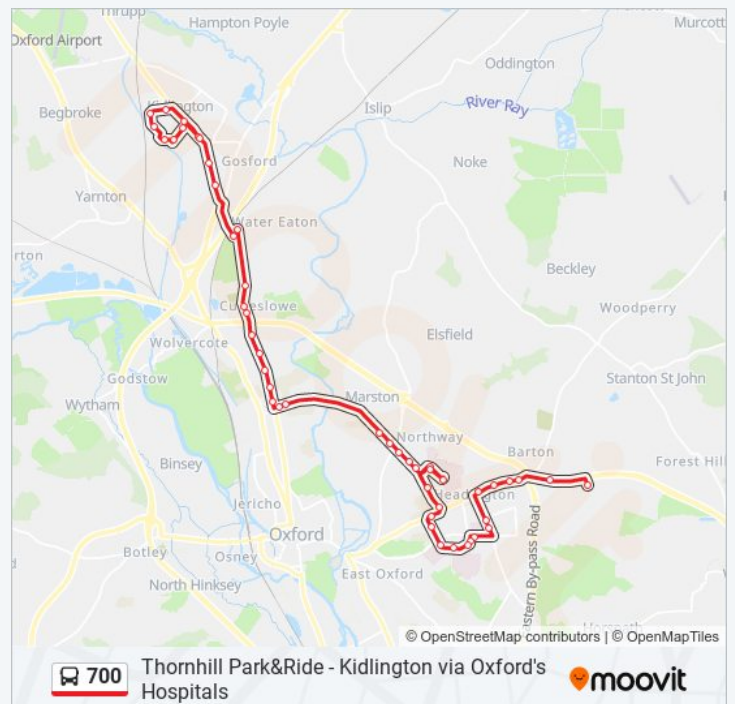 Thrupp
Hampton Poyle
Murcott
Oxford Airport
Oddington
Kidlington
Islip
River Ray
Begbroke
Gosford
Noke
Yarnton
Water Eaton
Beckley
Woodperry
Elsfield
Wolvercote
Stanton St John
Godstow
Marston
Wytham
Northway
Barton
Binsey
Forest Hill
Headington
Jericho
Oxford
Botley
Osney
East Oxford
North Hinksey
© OpenStreetMap contributors | © OpenMapTiles
700
Thornhill Park&Ride - Kidlington via Oxford's
Hospitals
moovit